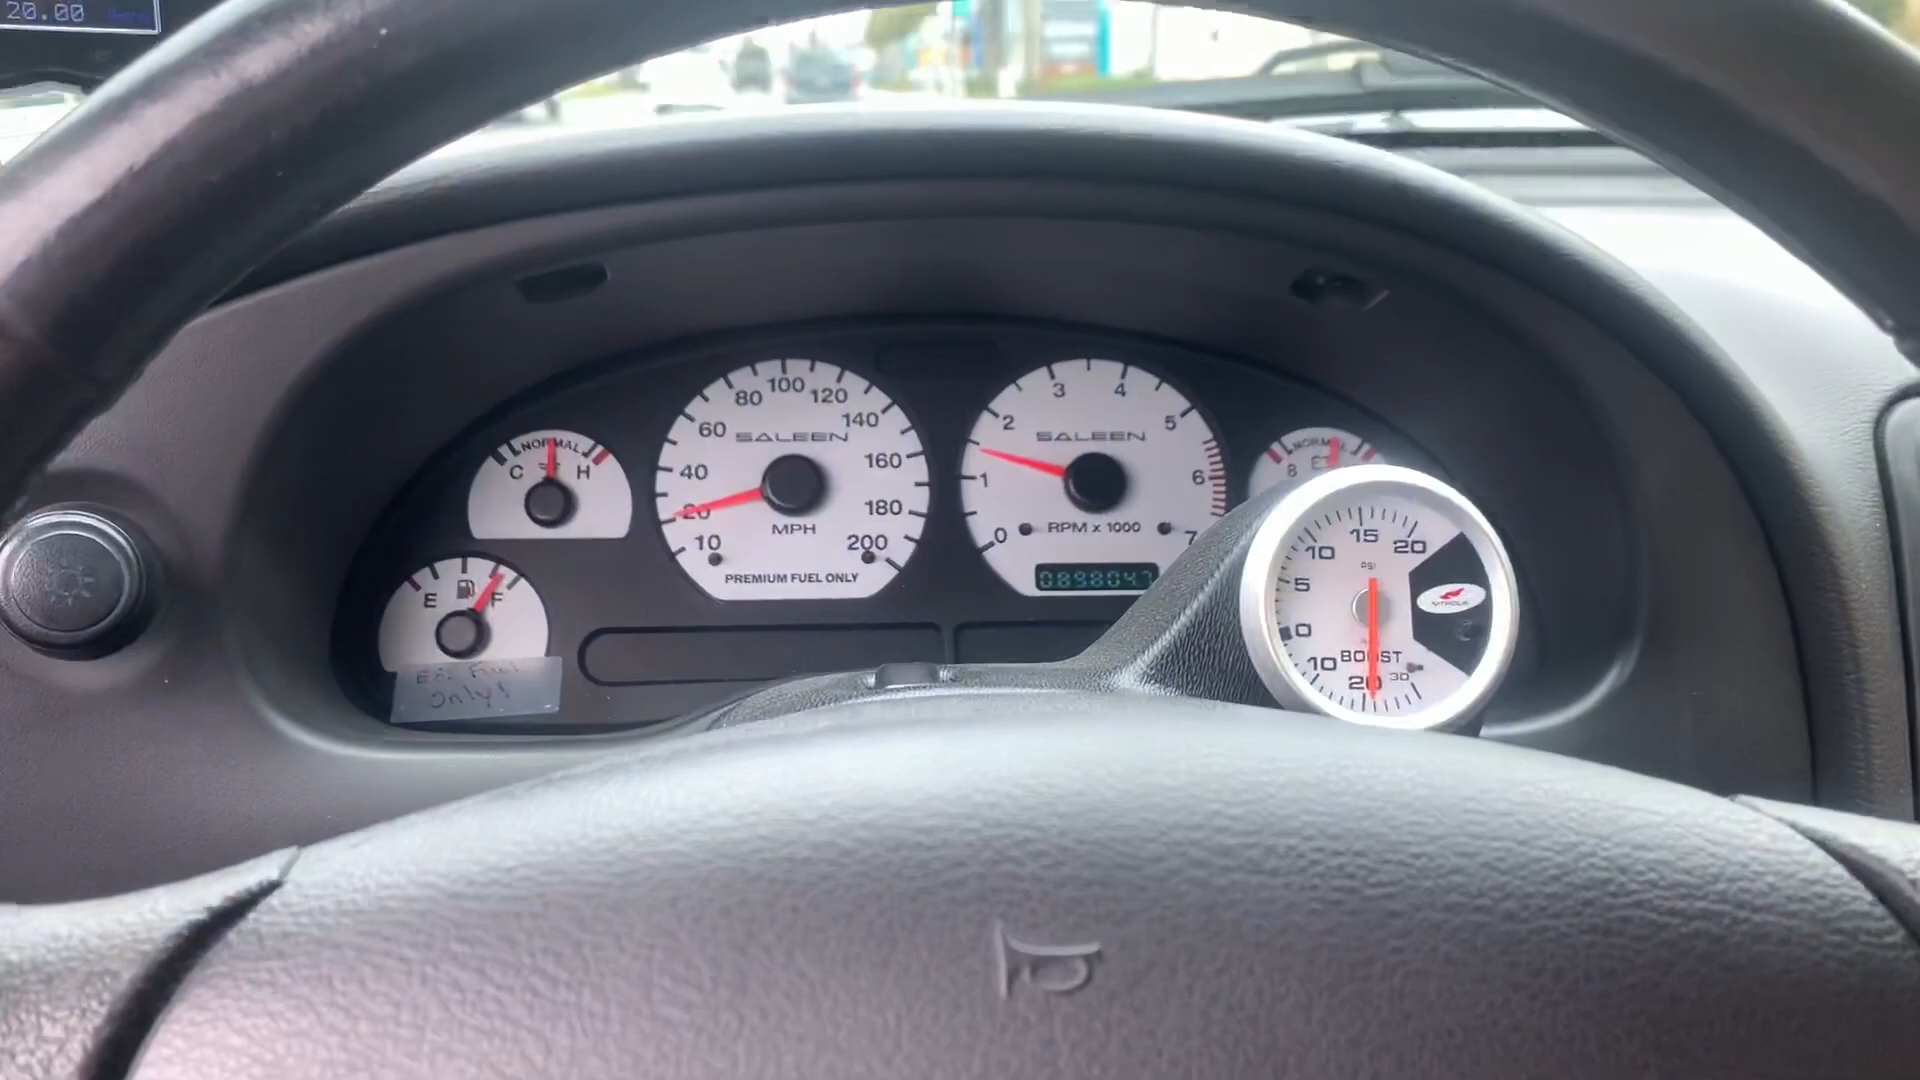 20.00
NORMAL
C H
E F
E85 Fuel
Only!
10 20 40 60 80 100 120 140 160 180 200
SALEEN
MPH
PREMIUM FUEL ONLY
0 1 2 3 4 5 6 7
SALEEN
RPM x 1000
NORMAL
8
5 10 15 20
PSI
0
BOOST
10 20 30